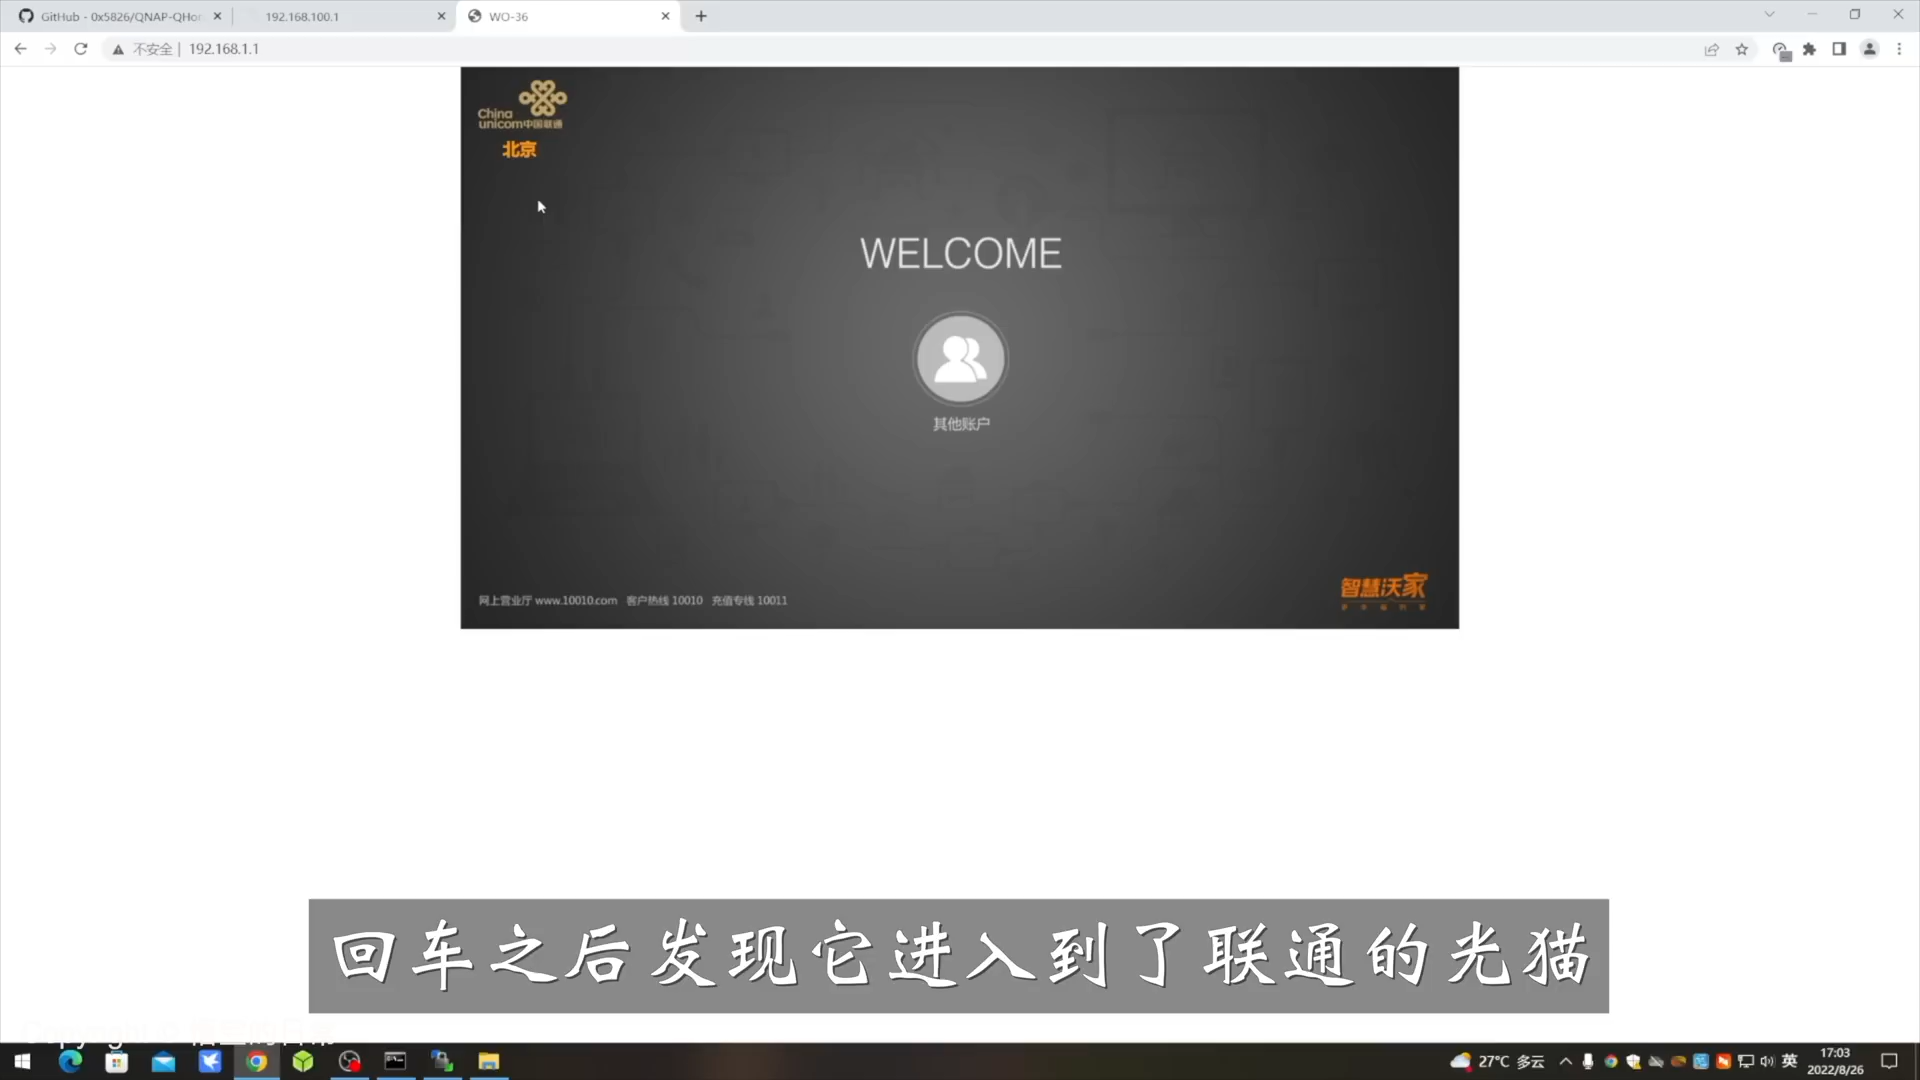 GitHub - 0x5826/QNAP-QHor
192.168.100.1
WO-36
不安全 | 192.168.1.1
China
unicom中国联通
北京
WELCOME
其他账户
网上营业厅 www.10010.com 客户热线 10010 充值专线 10011
智慧沃家
回车之后发现它进入到了联通的光猫
27°C 多云
英
17:03
2022/8/26